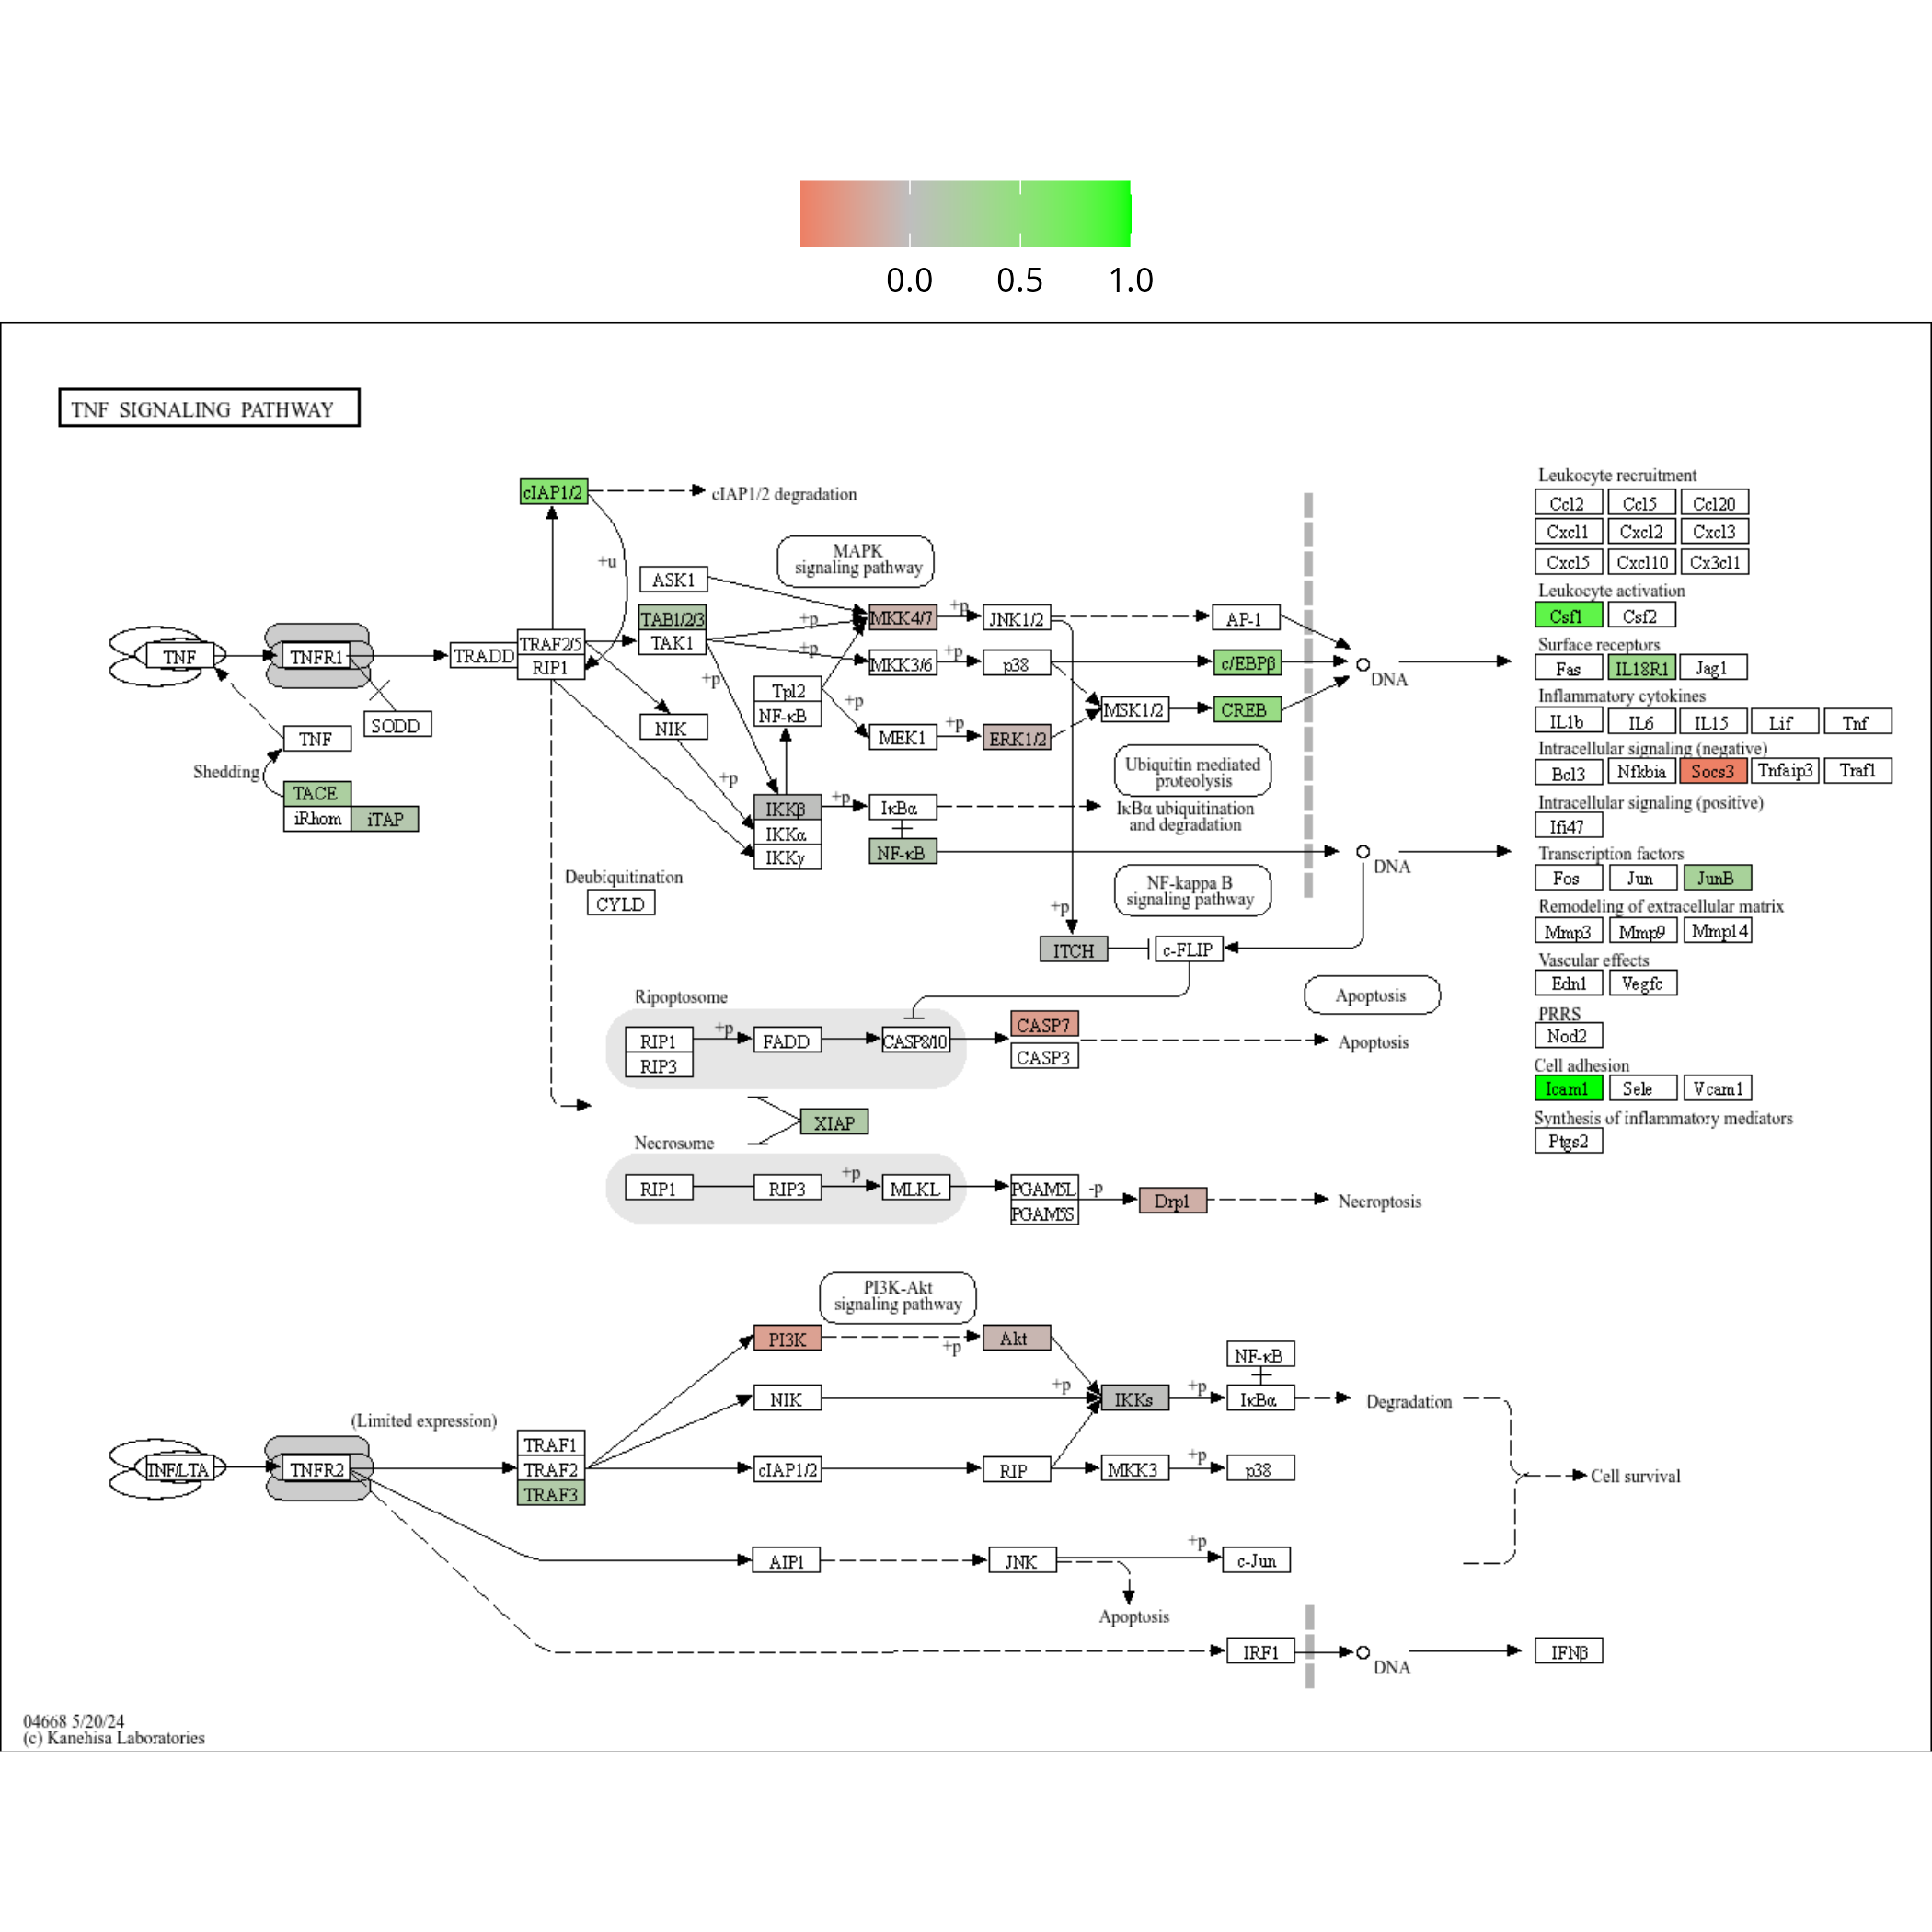 0.0 0.5 1.0
TNF SIGNALING PATHWAY
cIAP1/2
cIAP1/2 degradation
+u
MAPK
signaling pathway
ASK1
TAB1/2/3
TAK1
+p
+p
+p
MKK4/7
+p
JNK1/2
AP-1
TNF
TNFR1
TRADD
TRAF2/5
RIP1
MKK3/6
+p
p38
c/EBPβ
DNA
SODD
TNF
Shedding
TACE
iRhom
iTAP
NIK
+p
Tpl2
NF-κB
+p
MEK1
+p
ERK1/2
MSK1/2
CREB
Ubiquitin mediated
proteolysis
IKKβ
IKKα
IKKγ
+p
IκBα
IκBα ubiquitination
and degradation
NF-κB
DNA
NF-kappa B
signaling pathway
Deubiquitination
CYLD
+p
ITCH
c-FLIP
Ripoptosome
RIP1
RIP3
+p
FADD
CASP8/10
CASP7
CASP3
Apoptosis
Apoptosis
XIAP
Necrosome
RIP1
RIP3
+p
MLKL
PGAM5L
PGAM5S
-p
Drp1
Necroptosis
Leukocyte recruitment
Ccl2 Ccl5 Ccl20
Cxcl1 Cxcl2 Cxcl3
Cxcl5 Cxcl10 Cx3cl1
Leukocyte activation
Csf1 Csf2
Surface receptors
Fas IL18R1 Jag1
Inflammatory cytokines
IL1b IL6 IL15 Lif Tnf
Intracellular signaling (negative)
Bcl3 Nfkbia Socs3 Tnfaip3 Traf1
Intracellular signaling (positive)
Ifi47
Transcription factors
Fos Jun JunB
Remodeling of extracellular matrix
Mmp3 Mmp9 Mmp14
Vascular effects
Edn1 Vegfc
PRRS
Nod2
Cell adhesion
Icam1 Sele Vcam1
Synthesis of inflammatory mediators
Ptgs2
PI3K-Akt
signaling pathway
PI3K
+p
Akt
NIK
+p
IKKs
+p
NF-κB
IκBα
Degradation
(Limited expression)
TNF/LTA
TNFR2
TRAF1
TRAF2
TRAF3
cIAP1/2
RIP
MKK3
+p
p38
Cell survival
AIP1
JNK
+p
c-Jun
Apoptosis
IRF1
DNA
IFNβ
04668 5/20/24
(c) Kanehisa Laboratories